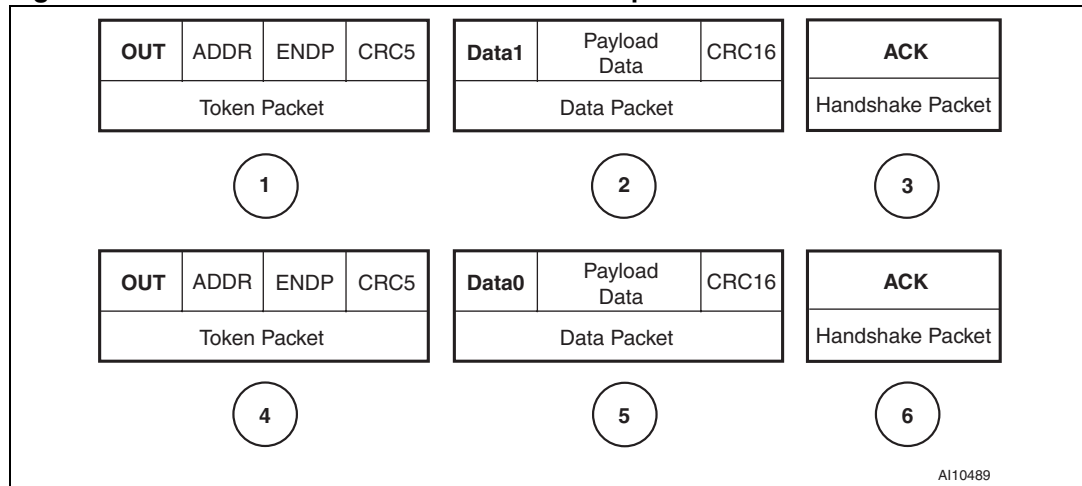 OUT ADDR ENDP CRC5 Data1 Payload Data CRC16 ACK
Token Packet Data Packet Handshake Packet
1 2 3
OUT ADDR ENDP CRC5 Data0 Payload Data CRC16 ACK
Token Packet Data Packet Handshake Packet
4 5 6
AI10489